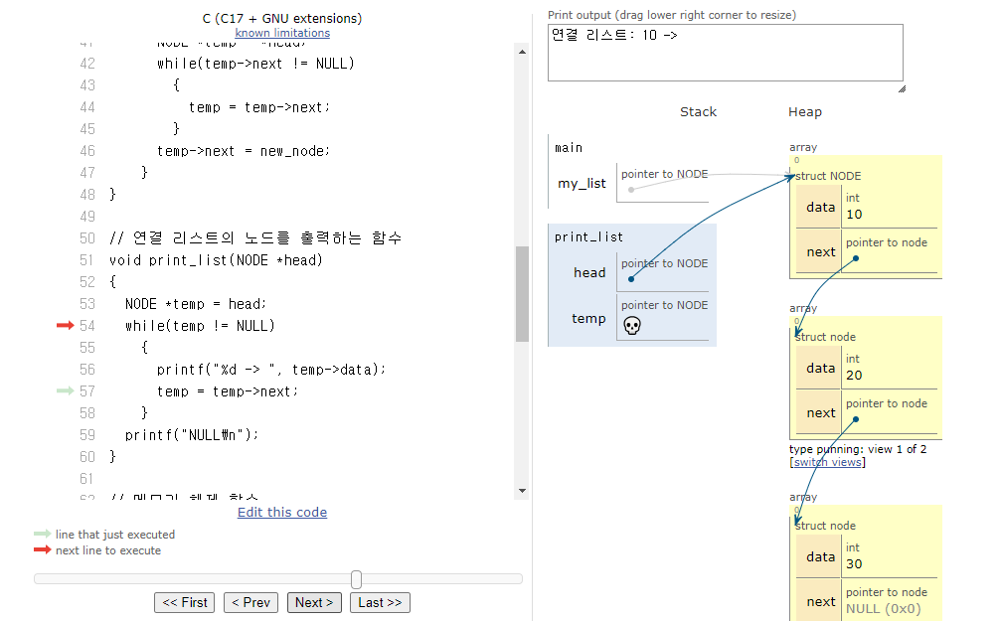 C (C17 + GNU extensions)
known limitations
41 NODE *temp = *head;
42 while(temp->next != NULL)
43 {
44 temp = temp->next;
45 }
46 temp->next = new_node;
47 }
48 }
49
50 // 연결 리스트의 노드를 출력하는 함수
51 void print_list(NODE *head)
52 {
53 NODE *temp = head;
54 while(temp != NULL)
55 {
56 printf("%d -> ", temp->data);
57 temp = temp->next;
58 }
59 printf("NULL₩n");
60 }
61
62 // 메모리 해제 함수
Edit this code
line that just executed
next line to execute
<< First
< Prev
Next >
Last >>
Print output (drag lower right corner to resize)
연결 리스트: 10 ->
Stack
Heap
main
my_list
pointer to NODE
print_list
head
pointer to NODE
temp
pointer to NODE
array
0
struct NODE
data
int
10
next
pointer to node
array
0
struct node
data
int
20
next
pointer to node
type punning: view 1 of 2
[switch views]
array
0
struct node
data
int
30
next
pointer to node
NULL (0x0)